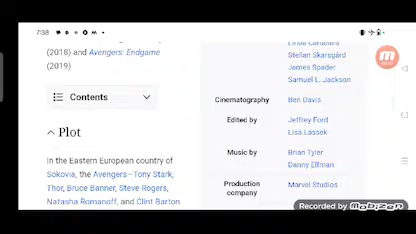 7:38
(2018) and Avengers: Endgame
(2019).
Contents
Plot
In the Eastern European country of
Sokovia, the Avengers—Tony Stark,
Thor, Bruce Banner, Steve Rogers,
Natasha Romanoff, and Clint Barton
Linda Cardellini
Stellan Skarsgård
James Spader
Samuel L. Jackson
Cinematography Ben Davis
Edited by Jeffrey Ford
Lisa Lassek
Music by Brian Tyler
Danny Elfman
Production Marvel Studios
company
Recorded by Mobizen